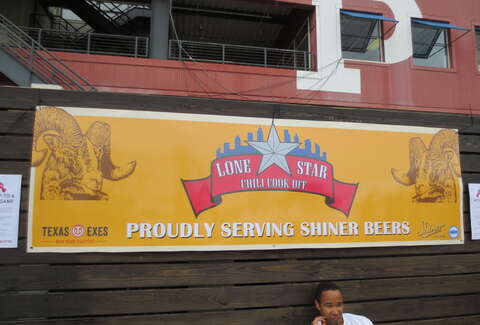 LONE STAR
CHILI COOK OFF
PROUDLY SERVING SHINER BEERS
TEXAS EXES
Shiner